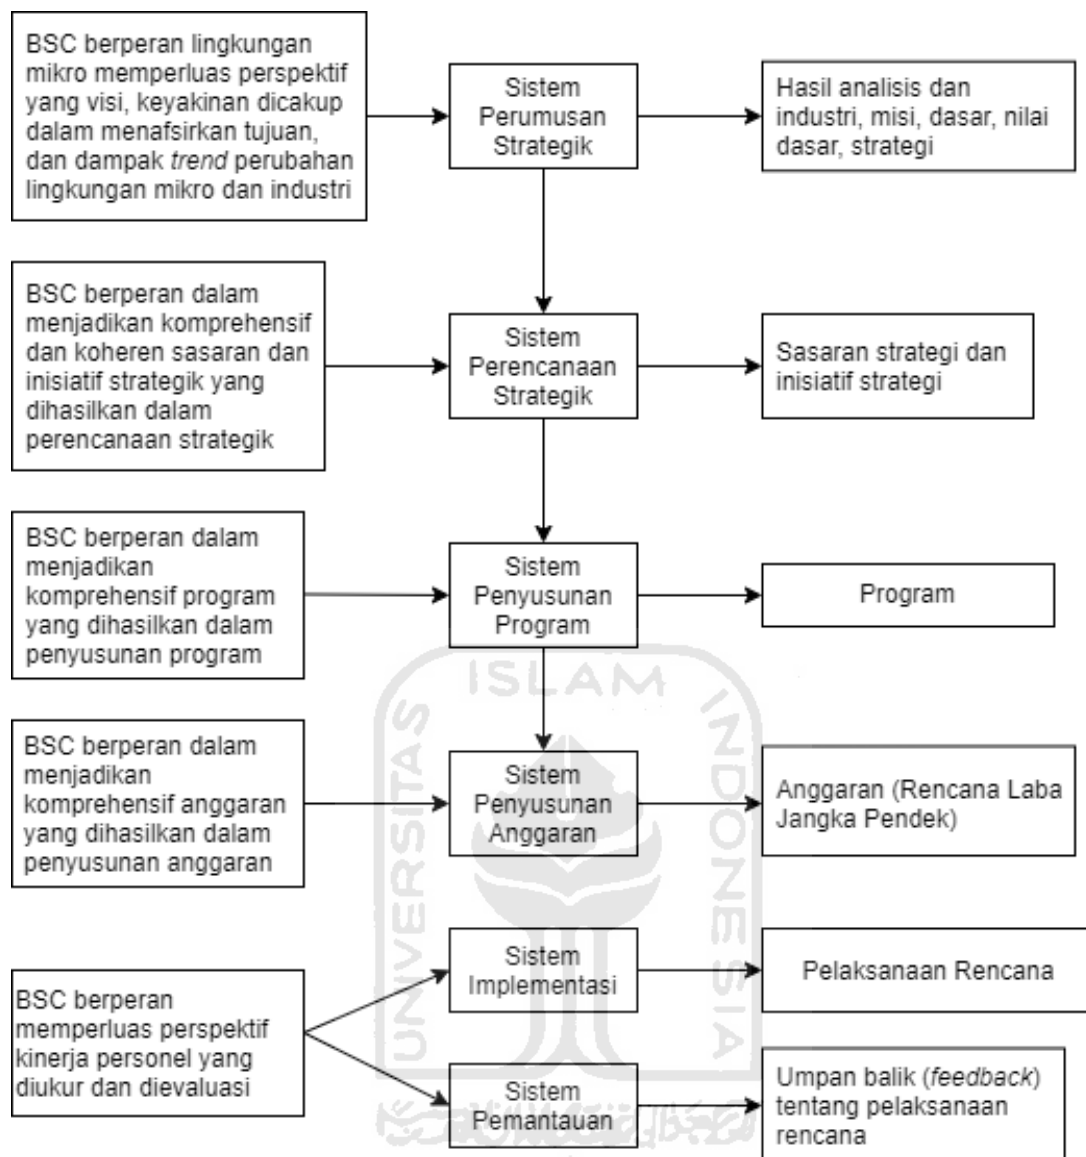 BSC berperan lingkungan
mikro memperluas perspektif
yang visi, keyakinan dicakup
dalam menafsirkan tujuan,
dan dampak trend perubahan
lingkungan mikro dan industri
Sistem
Perumusan
Strategik
Hasil analisis dan
industri, misi, dasar, nilai
dasar, strategi
BSC berperan dalam
menjadikan komprehensif
dan koheren sasaran dan
inisiatif strategik yang
dihasilkan dalam
perencanaan strategik
Sistem
Perencanaan
Strategik
Sasaran strategi dan
inisiatif strategi
BSC berperan dalam
menjadikan
komprehensif program
yang dihasilkan dalam
penyusunan program
Sistem
Penyusunan
Program
Program
BSC berperan dalam
menjadikan
komprehensif anggaran
yang dihasilkan dalam
penyusunan anggaran
Sistem
Penyusunan
Anggaran
Anggaran (Rencana Laba
Jangka Pendek)
BSC berperan
memperluas perspektif
kinerja personel yang
diukur dan dievaluasi
Sistem
Implementasi
Pelaksanaan Rencana
Sistem
Pemantauan
Umpan balik (feedback)
tentang pelaksanaan
rencana
UNIVERSITAS
ISLAM
INDONESIA